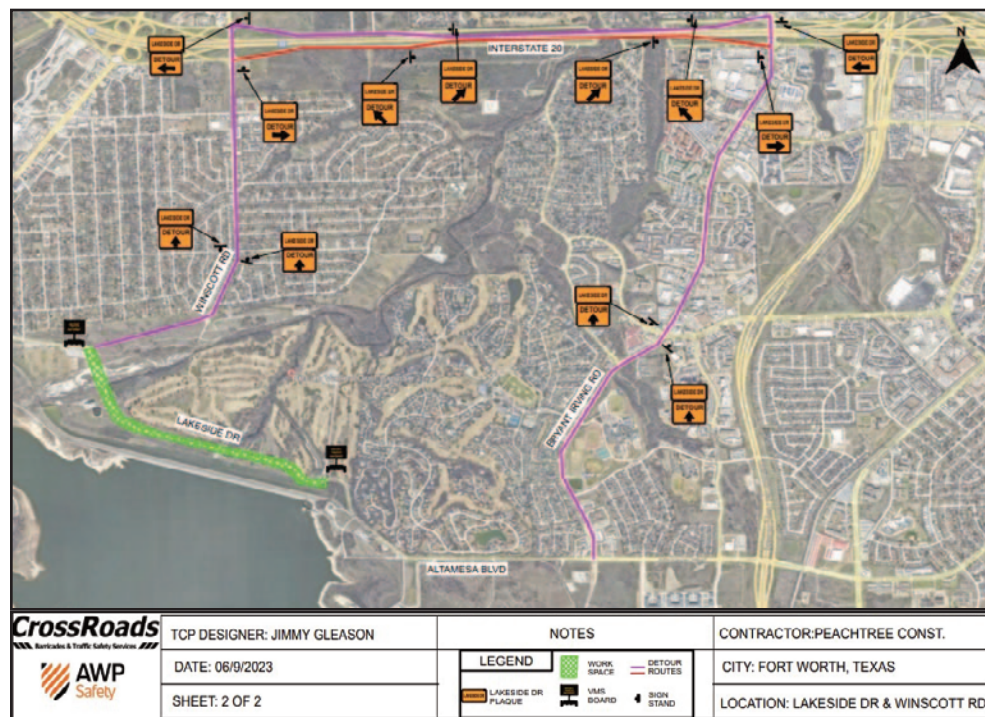 N
LAKESIDE DR
DETOUR
LAKESIDE DR
DETOUR
LAKESIDE DR
DETOUR
LAKESIDE DR
DETOUR
LAKESIDE DR
DETOUR
LAKESIDE DR
DETOUR
INTERSTATE 20
LAKESIDE DR
DETOUR
LAKESIDE DR
DETOUR
LAKESIDE DR
DETOUR
LAKESIDE DR
DETOUR
WINSCOTT RD
LAKESIDE DR
DETOUR
LAKESIDE DR
DETOUR
BRYANT IRVING RD
LAKESIDE DR
ALTAMESA BLVD
CrossRoads
Barricades & Traffic Safety Services
AWP
Safety
TCP DESIGNER: JIMMY GLEASON
DATE: 06/9/2023
SHEET: 2 OF 2
NOTES
LEGEND
WORK
SPACE
DETOUR
ROUTES
LAKESIDE DR
PLAQUE
VMS
BOARD
SIGN
STAND
CONTRACTOR:PEACHTREE CONST.
CITY: FORT WORTH, TEXAS
LOCATION: LAKESIDE DR & WINSCOTT RD